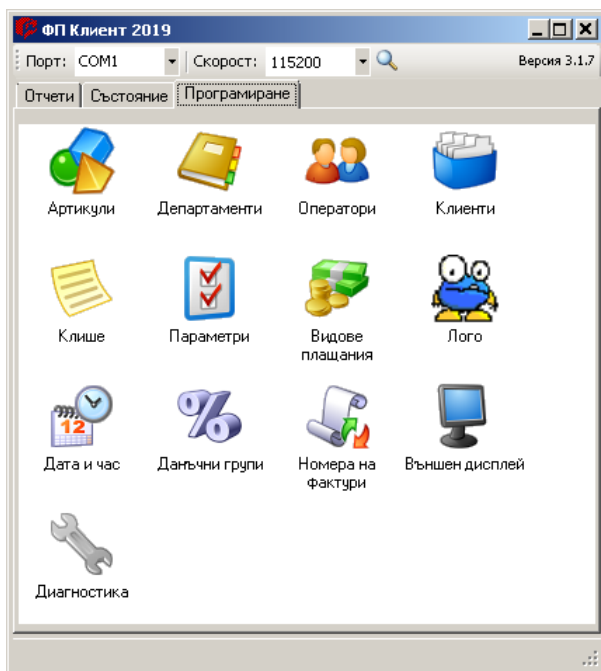 ФП Клиент 2019
Порт: COM1 Скорост: 115200 Версия 3.1.7
Отчети Състояние Програмиране
Артикули Департаменти Оператори Клиенти
Клише Параметри Видове плащания Лого
12
Дата и час Данъчни групи Номера на фактури Външен дисплей
Диагностика